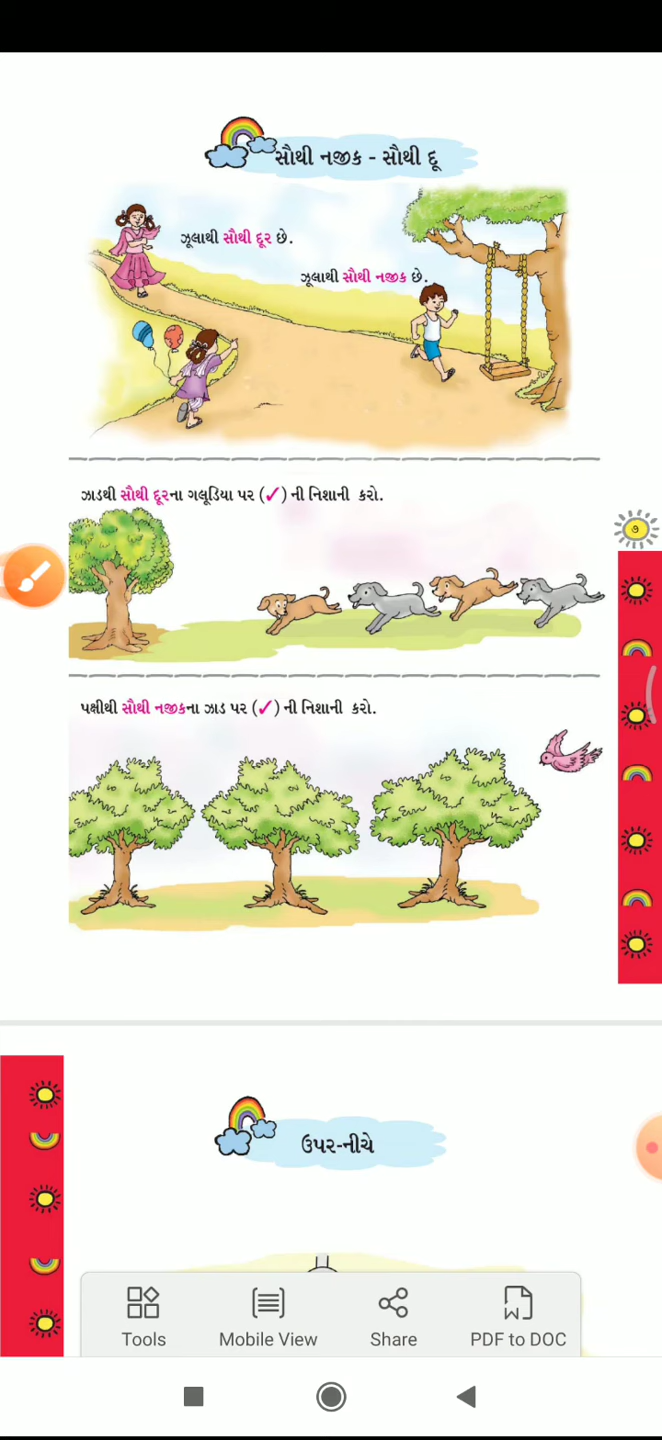 સૌથી નજીક - સૌથી દૂ
ઝૂલાથી સૌથી દૂર છે.
ઝૂલાથી સૌથી નજીક છે.
ઝાડથી સૌથી દૂરના ગલૂડિયા પર (✓) ની નિશાની કરો.
૭
પક્ષીથી સૌથી નજીકના ઝાડ પર (✓) ની નિશાની કરો.
ઉપર-નીચે
Tools Mobile View Share PDF to DOC